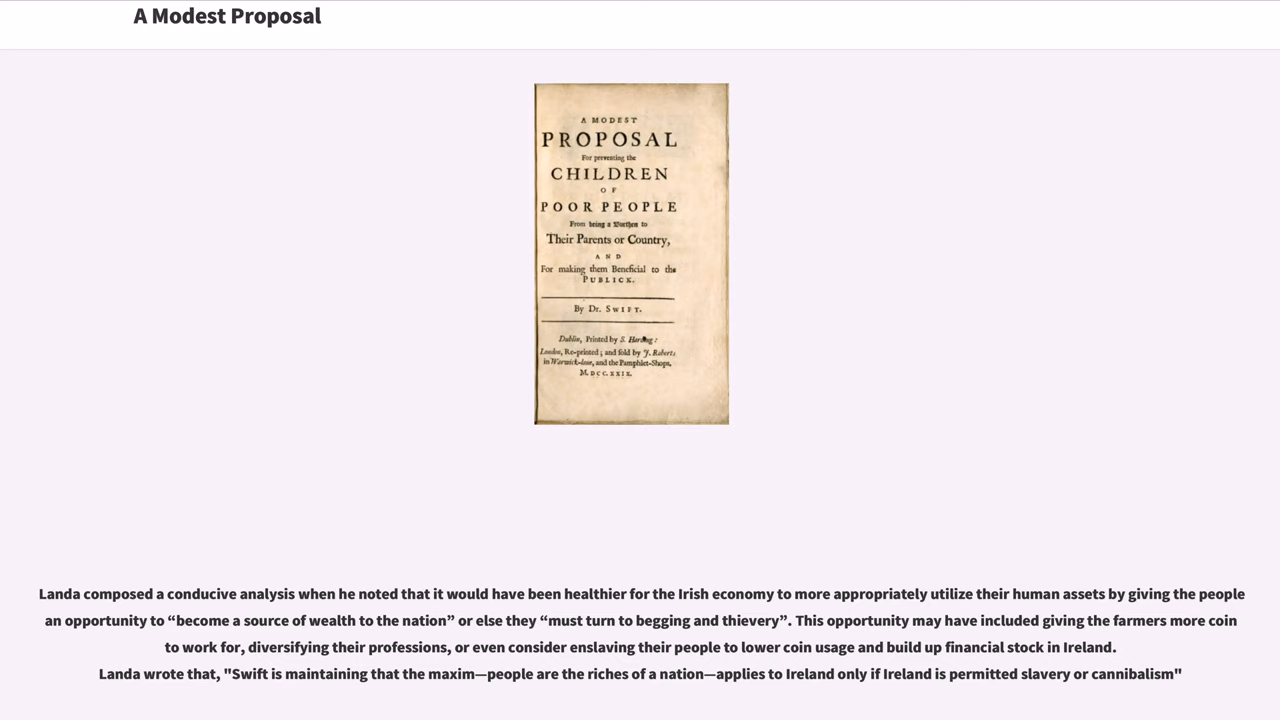 A Modest Proposal
A MODEST
PROPOSAL
For preventing the
CHILDREN
OF
POOR PEOPLE
From being a Burthen to
Their Parents or Country,
AND
For making them Beneficial to the
PUBLICK.
By Dr. SWIFT.
Dublin, Printed by S. Harding:
London, Re-printed; and sold by J. Roberts
in Warwick-lane, and the Pamphlet-Shops.
M.DCC.XXIX.
Landa composed a conducive analysis when he noted that it would have been healthier for the Irish economy to more appropriately utilize their human assets by giving the people
an opportunity to “become a source of wealth to the nation” or else they “must turn to begging and thievery”. This opportunity may have included giving the farmers more coin
to work for, diversifying their professions, or even consider enslaving their people to lower coin usage and build up financial stock in Ireland.
Landa wrote that, "Swift is maintaining that the maxim—people are the riches of a nation—applies to Ireland only if Ireland is permitted slavery or cannibalism"